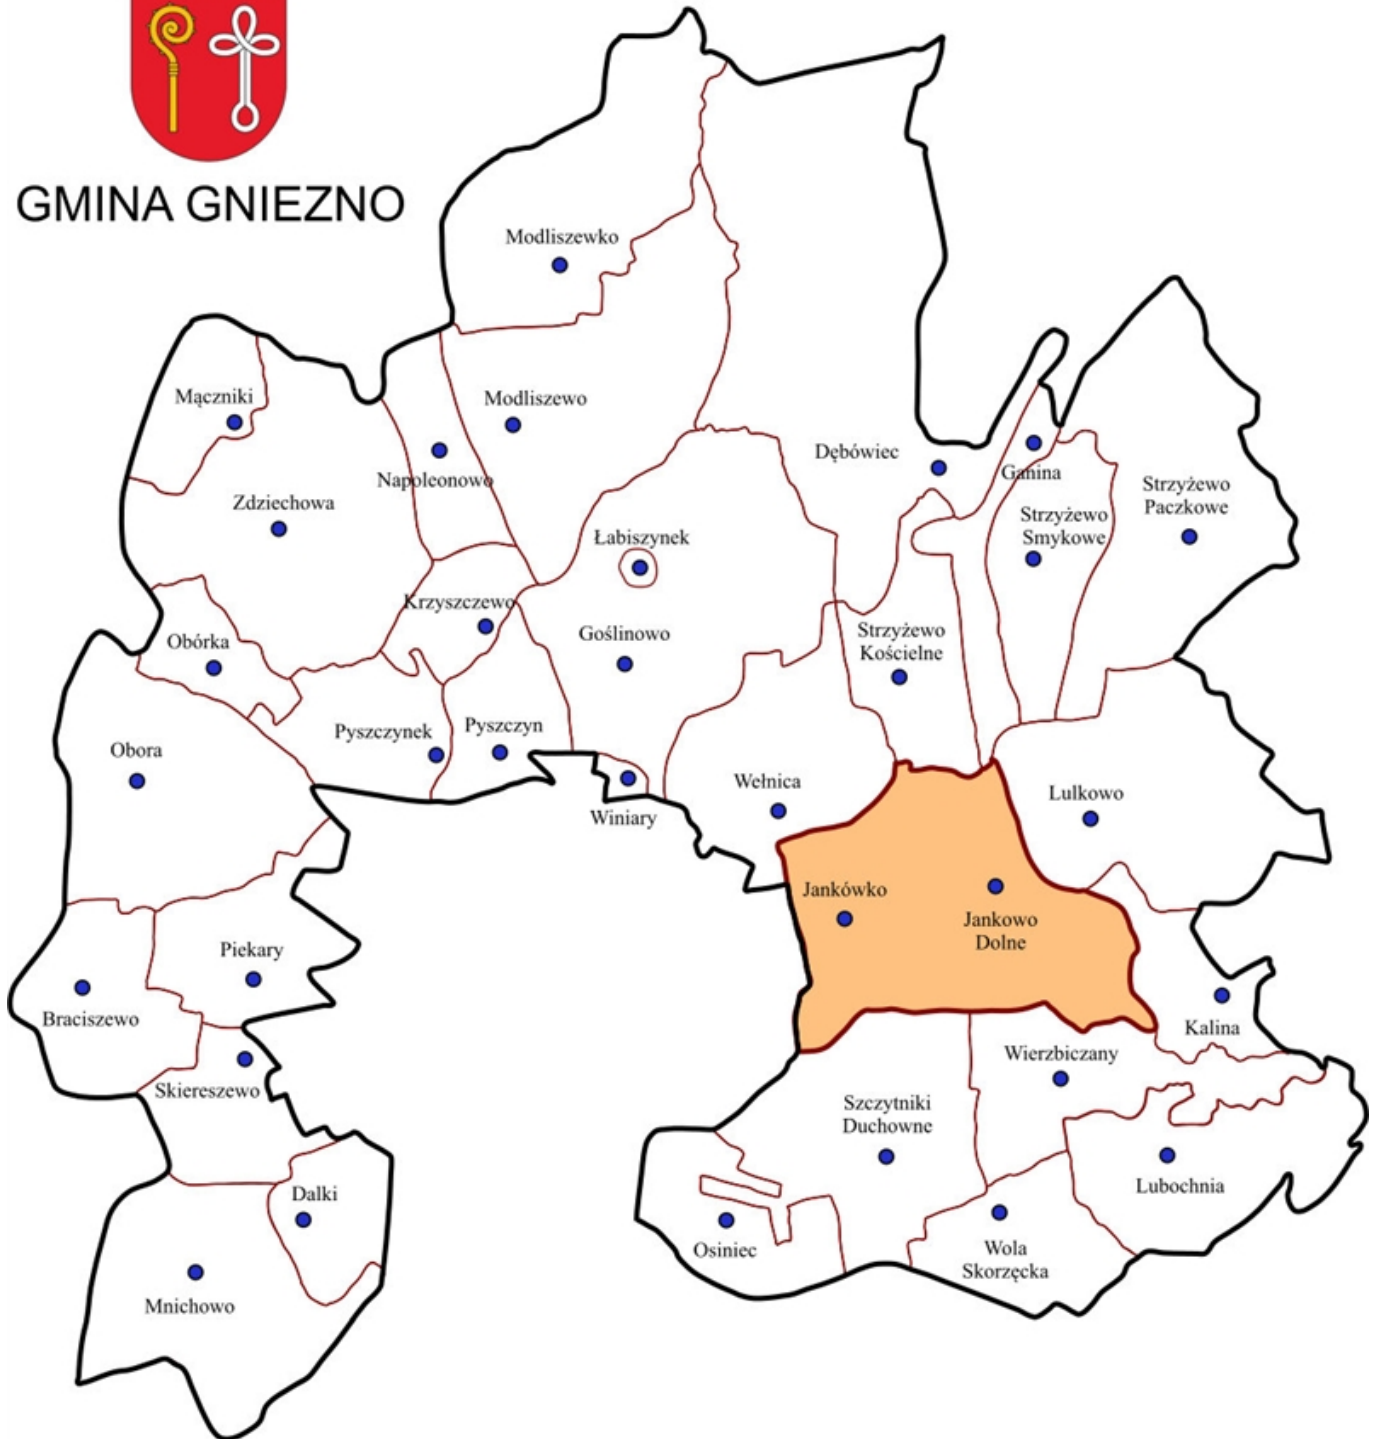 GMINA GNIEZNO
Modliszewko
Mączniki
Modliszewo
Dębówiec
Napoleonowo
Ganina
Zdziechowa
Strzyżewo
Paczkowe
Strzyżewo
Smykowe
Łabiszynek
Krzyszczewo
Obórka
Goślinowo
Strzyżewo
Kościelne
Pyszczynek
Pyszczyn
Obora
Wełnica
Lulkowo
Winiary
Jankówko
Jankowo
Dolne
Piekary
Braciszewo
Kalina
Wierzbiczany
Skiereszewo
Szczytniki
Duchowne
Dalki
Lubochnia
Osiniec
Wola
Skorzęcka
Mnichowo